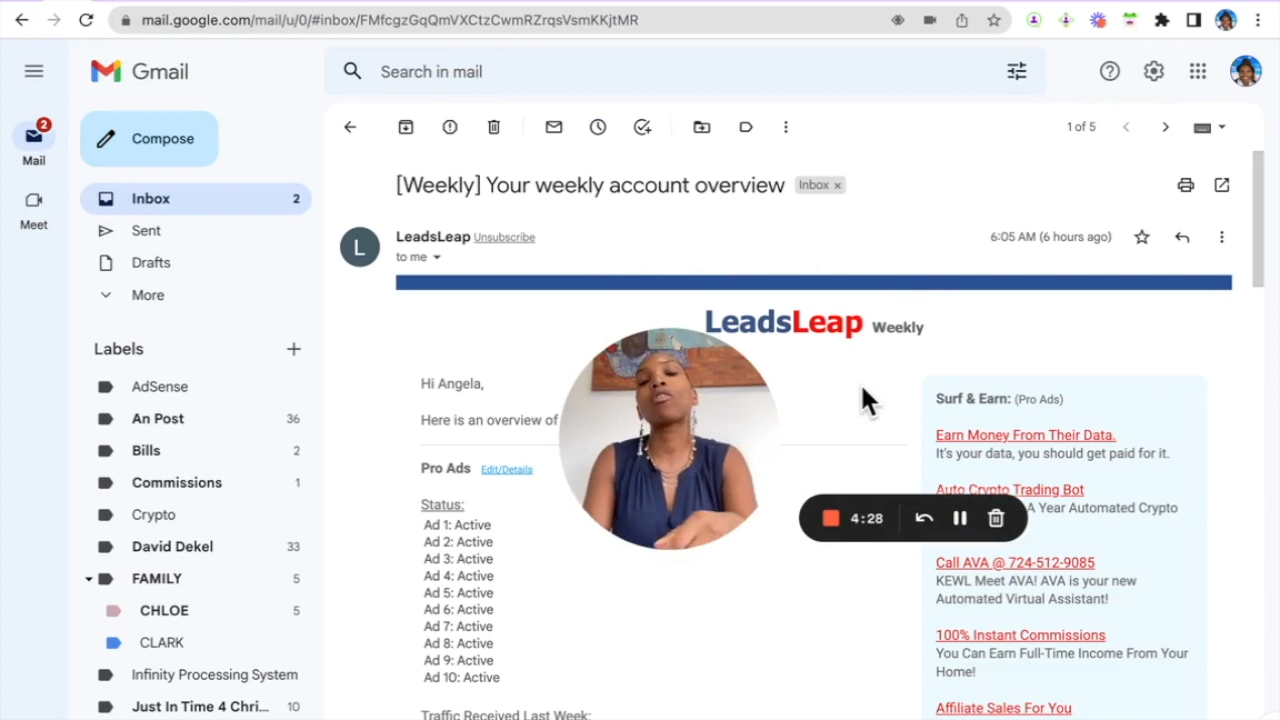 mail.google.com/mail/u/0/#inbox/FMfcgzGqQmVXCtzCwmRZrqsVsmKKjtMR
Gmail
Search in mail
2
Mail
Meet
Compose
Inbox 2
Sent
Drafts
More
Labels
AdSense
An Post 36
Bills 2
Commissions 1
Crypto
David Dekel 33
FAMILY 5
CHLOE 5
CLARK
Infinity Processing System
Just In Time 4 Chri... 10
1 of 5
[Weekly] Your weekly account overview Inbox x
L
LeadsLeap Unsubscribe
6:05 AM (6 hours ago)
to me
LeadsLeap Weekly
Hi Angela,
Here is an overview of
Pro Ads Edit/Details
Status:
Ad 1: Active
Ad 2: Active
Ad 3: Active
Ad 4: Active
Ad 5: Active
Ad 6: Active
Ad 7: Active
Ad 8: Active
Ad 9: Active
Ad 10: Active
Traffic Received Last Week:
4:28
Surf & Earn: (Pro Ads)
Earn Money From Their Data.
It's your data, you should get paid for it.
Auto Crypto Trading Bot
A Year Automated Crypto
Call AVA @ 724-512-9085
KEWL Meet AVA! AVA is your new
Automated Virtual Assistant!
100% Instant Commissions
You Can Earn Full-Time Income From Your
Home!
Affiliate Sales For You